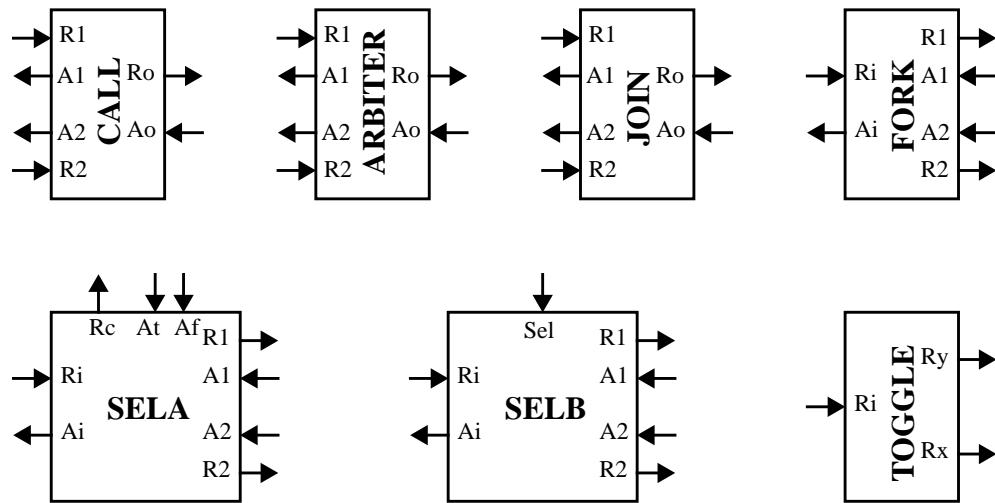 R1
A1
A2
R2
CALL
Ro
Ao
R1
A1
A2
R2
ARBITER
Ro
Ao
R1
A1
A2
R2
JOIN
Ro
Ao
Ri
Ai
FORK
R1
A1
A2
R2
Rc At Af
R1
Ri
A1
SELA
Ai
A2
R2
Sel
R1
Ri
A1
SELB
Ai
A2
R2
Ri
TOGGLE
Ry
Rx